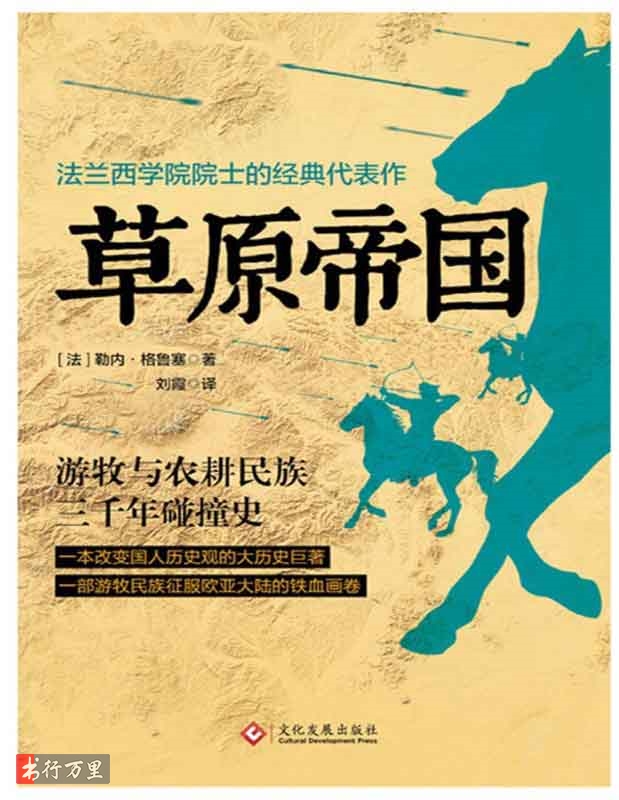 法兰西学院院士的经典代表作
草原帝国
［法］勒内·格鲁塞◎著
刘霞◎译
游牧与农耕民族
三千年碰撞史
一本改变国人历史观的大历史巨著
一部游牧民族征服欧亚大陆的铁血画卷
文化发展出版社
Cultural Development Press
书行万里